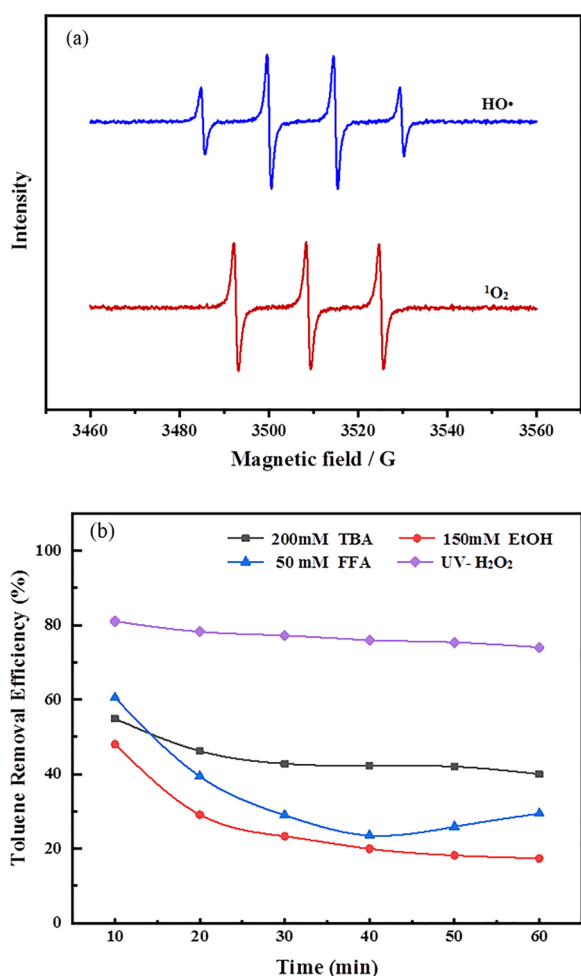 (a)
HO•
¹O₂
Intensity
3460 3480 3500 3520 3540 3560
Magnetic field / G
(b)
200mM TBA 150mM EtOH
50 mM FFA UV- H₂O₂
100
80
60
40
20
0
Toluene Removal Efficiency (%)
10 20 30 40 50 60
Time (min)